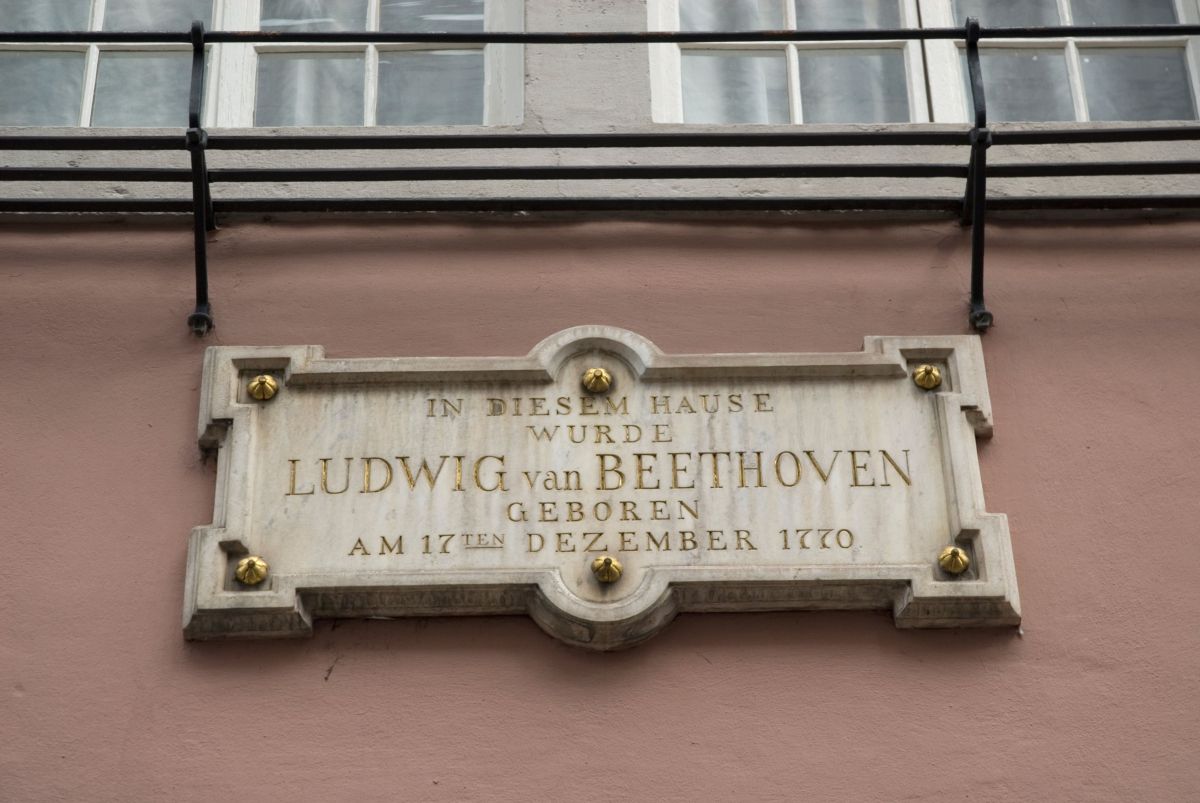 IN DIESEM HAUSE
WURDE
LUDWIG van BEETHOVEN
GEBOREN
AM 17TEN DEZEMBER 1770